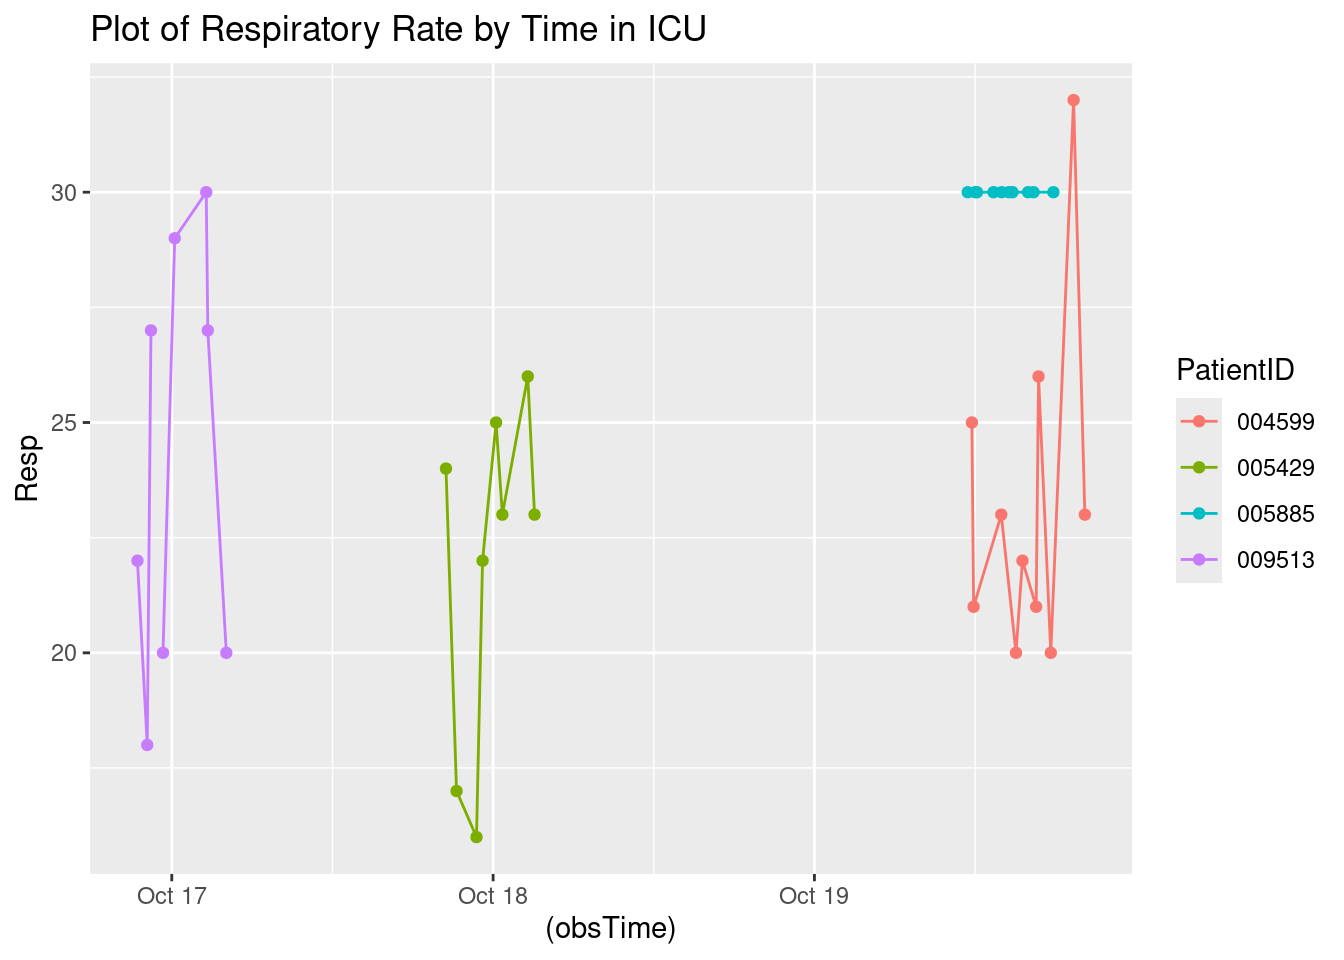 Plot of Respiratory Rate by Time in ICU
30
25
20
Resp
Oct 17
Oct 18
Oct 19
(obsTime)
PatientID
004599
005429
005885
009513